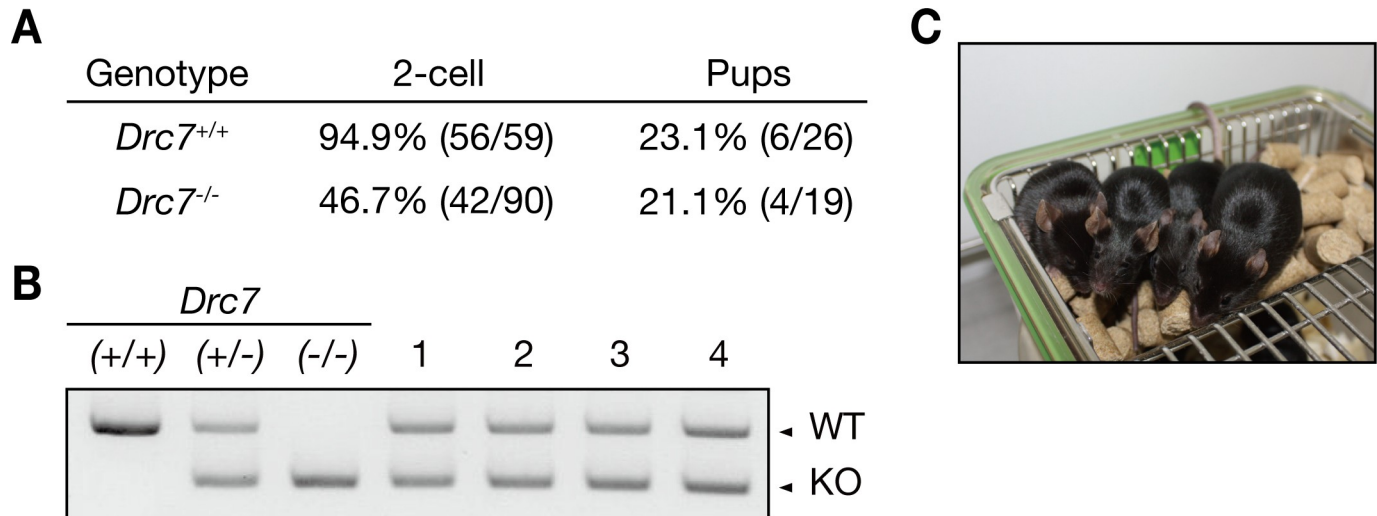 A
Genotype 2-cell Pups
Drc7+/+ 94.9% (56/59) 23.1% (6/26)
Drc7-/- 46.7% (42/90) 21.1% (4/19)
B
Drc7
(+/+) (+/-) (-/-) 1 2 3 4
◄ WT
◄ KO
C